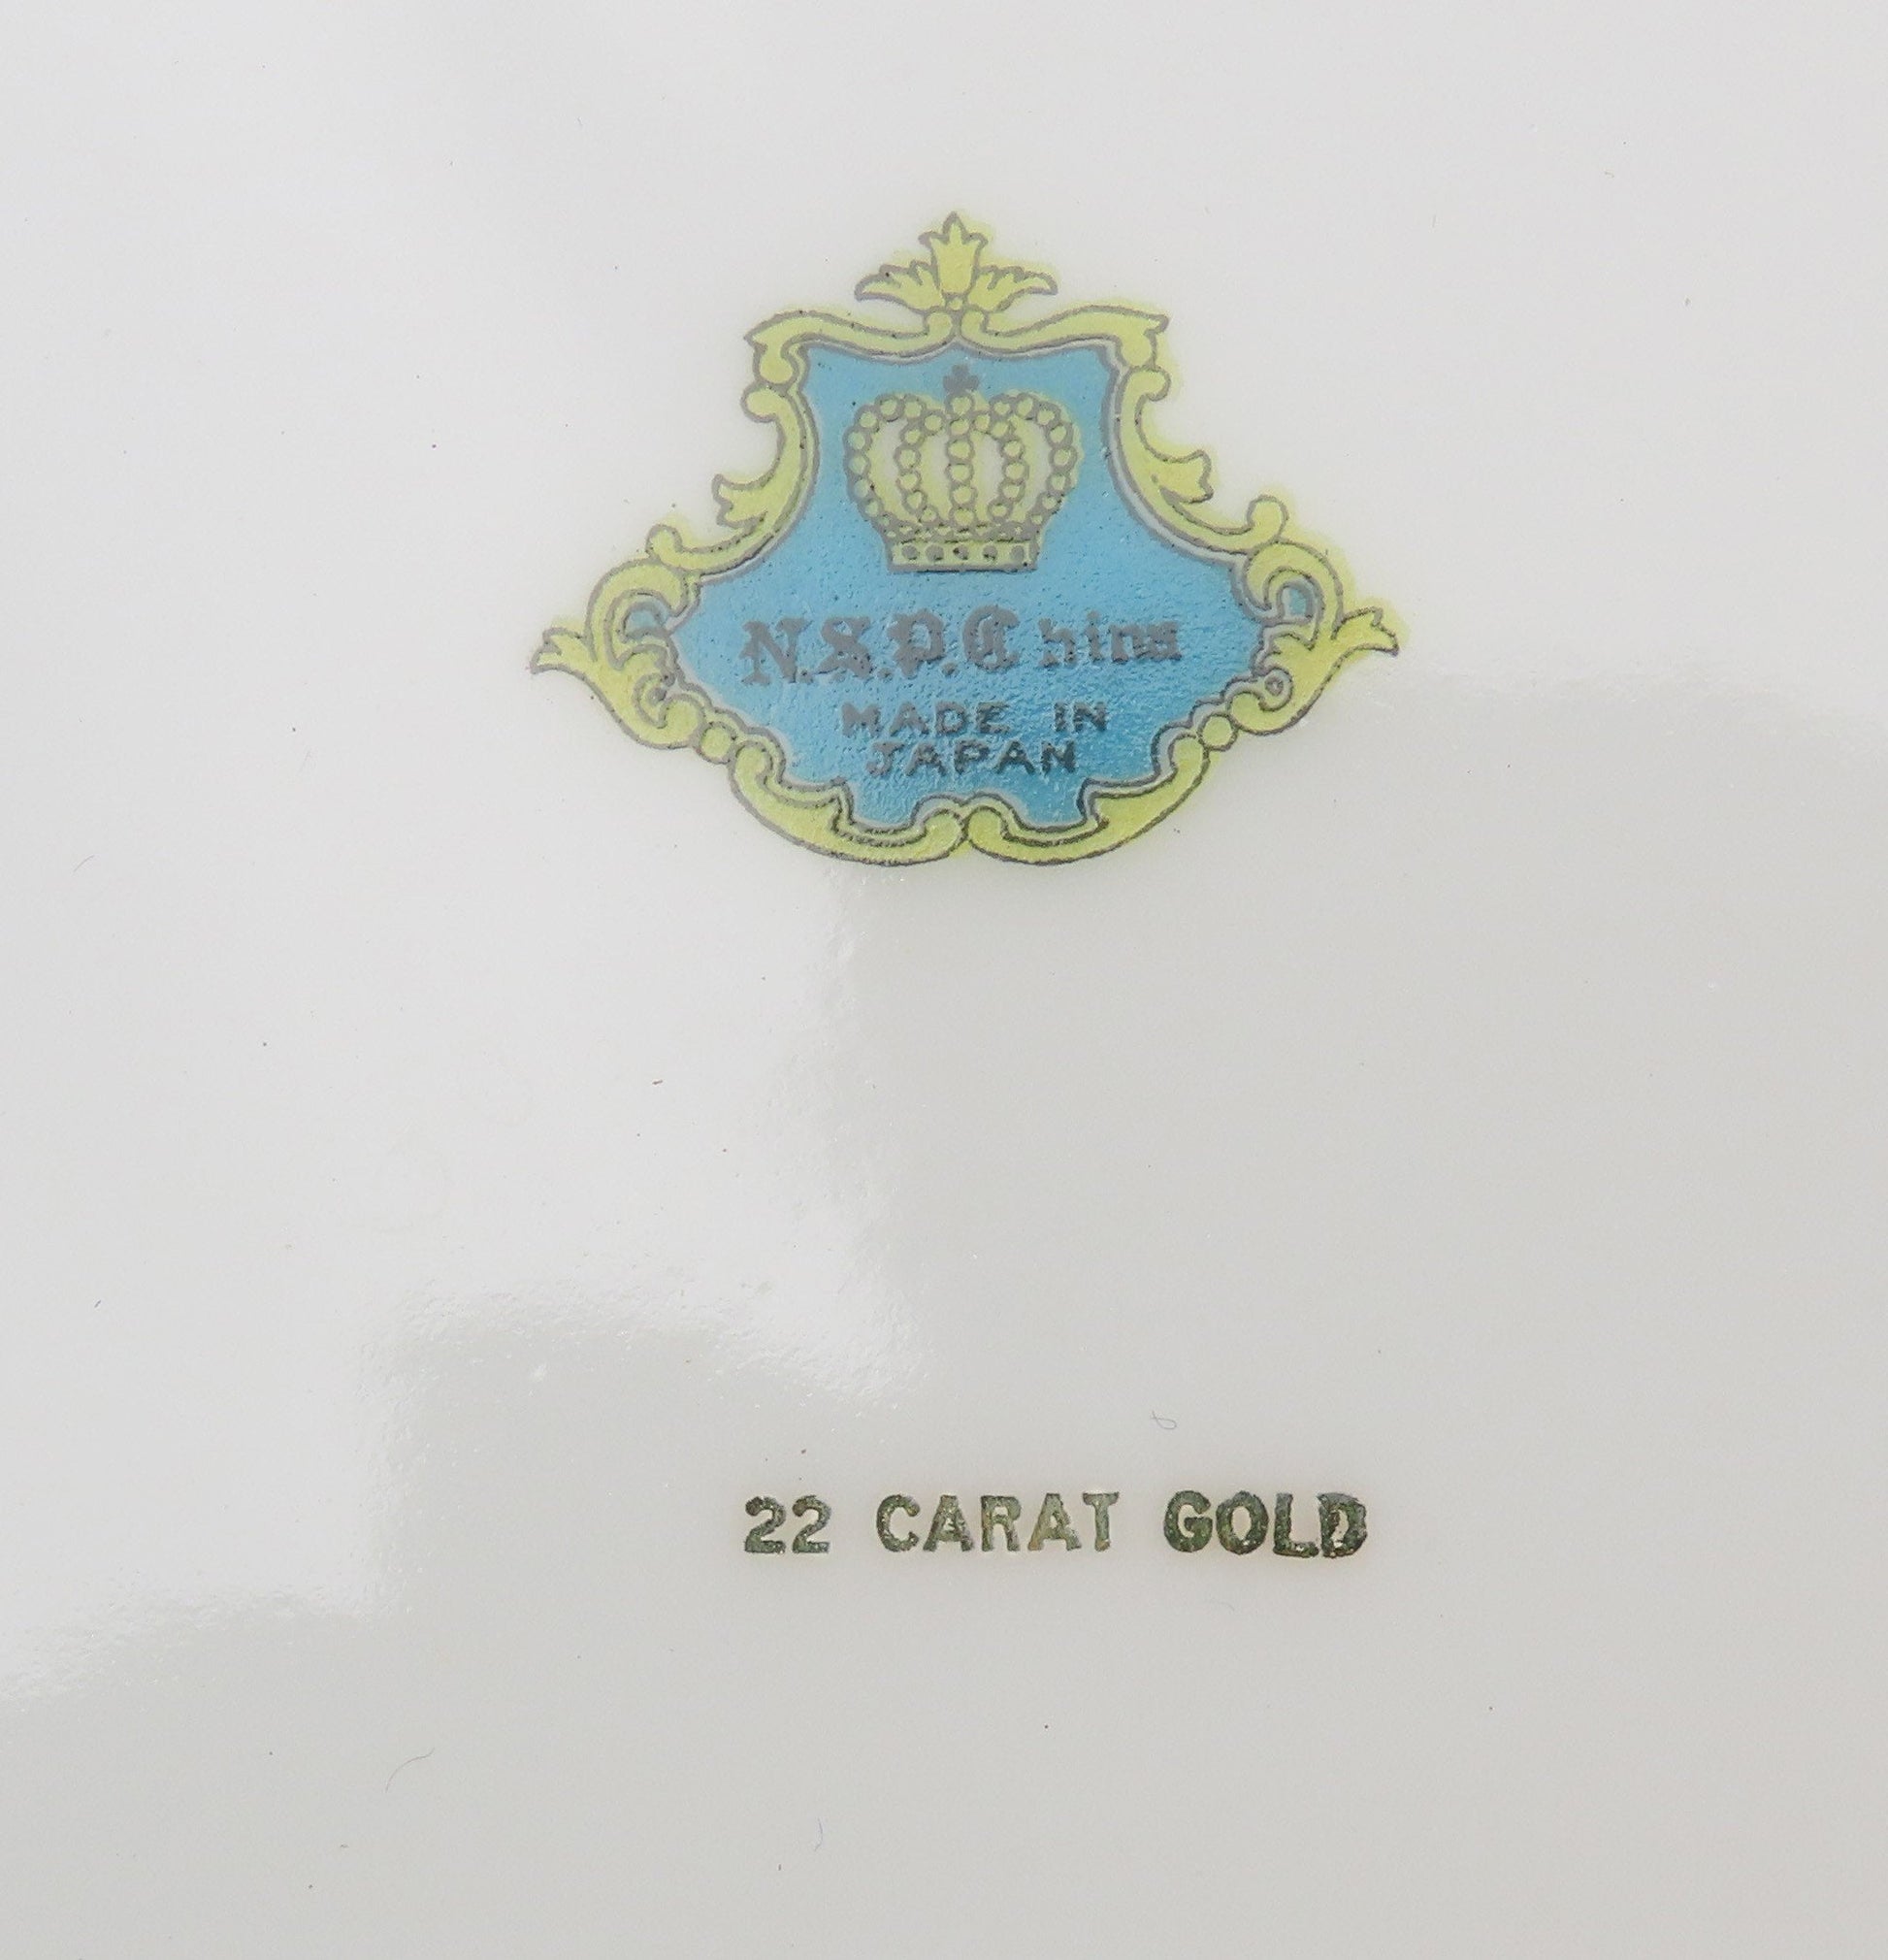 N.S.P. China
MADE IN
JAPAN
22 CARAT GOLD